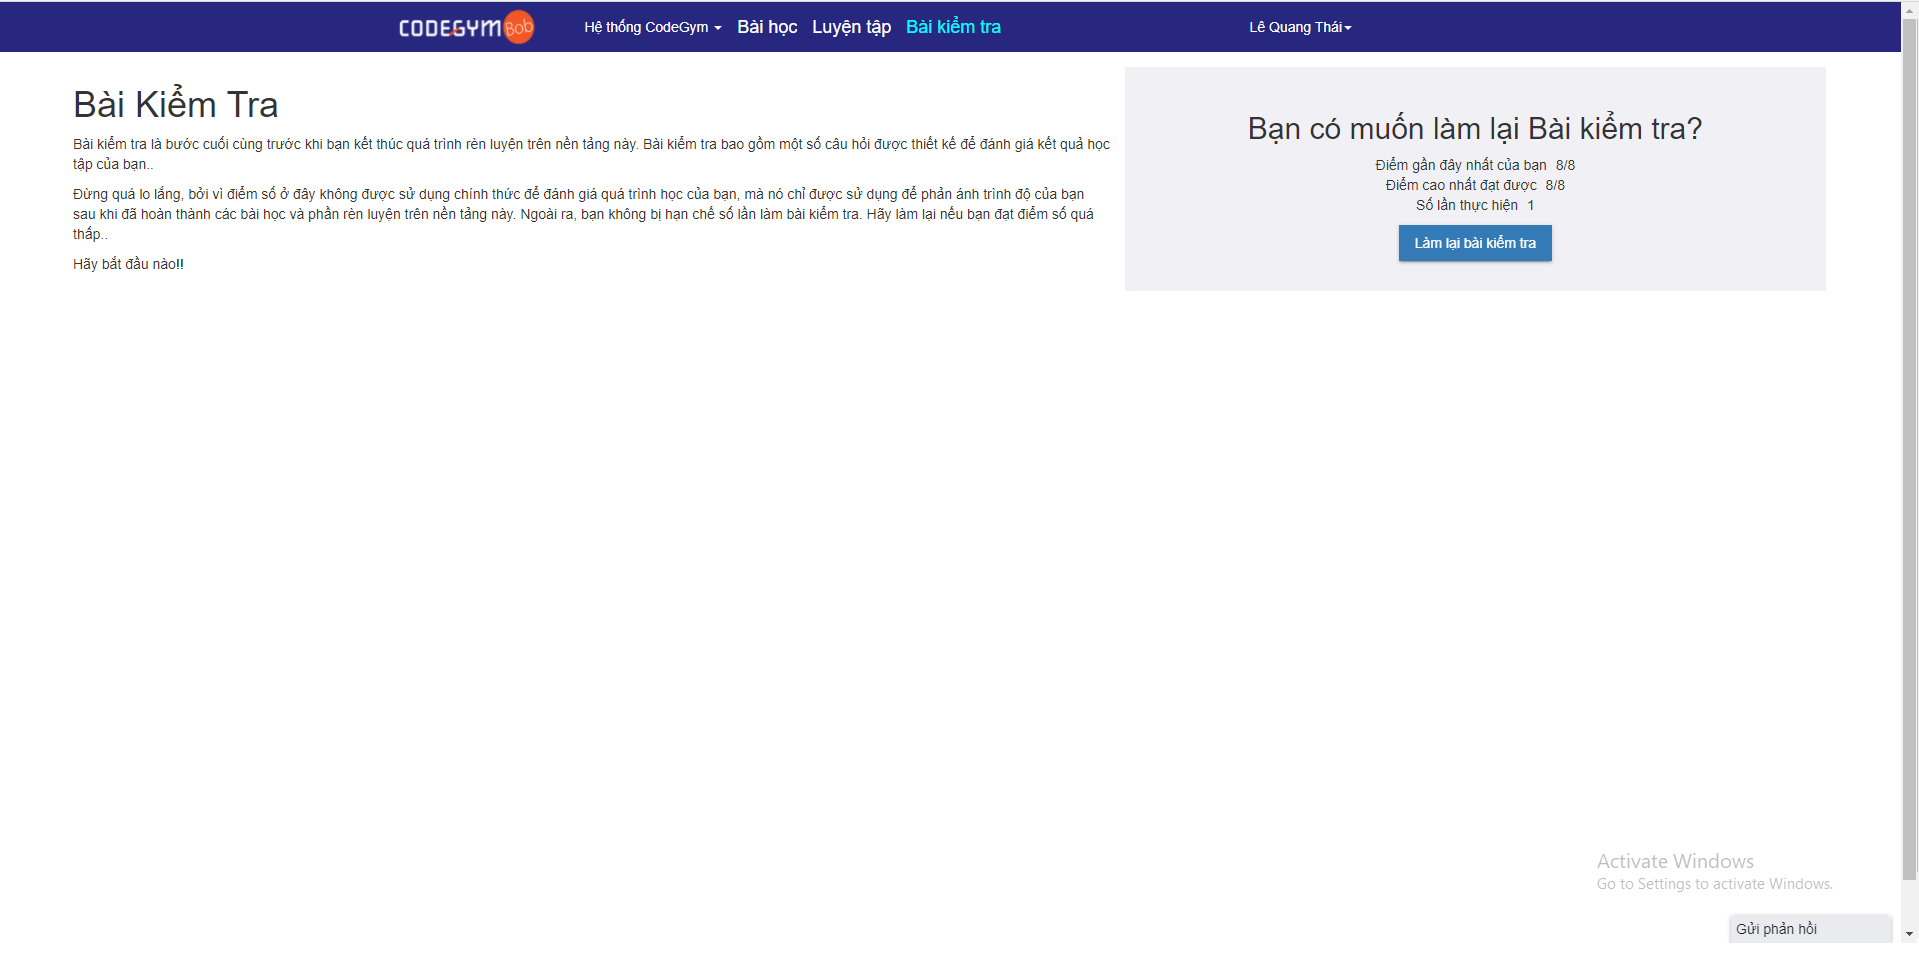 CODEGYM Bob
Hệ thống CodeGym
Bài học
Luyện tập
Bài kiểm tra
Lê Quang Thái
Bài Kiểm Tra
Bài kiểm tra là bước cuối cùng trước khi bạn kết thúc quá trình rèn luyện trên nền tảng này. Bài kiểm tra bao gồm một số câu hỏi được thiết kế để đánh giá kết quả học
tập của bạn..
Đừng quá lo lắng, bởi vì điểm số ở đây không được sử dụng chính thức để đánh giá quá trình học của bạn, mà nó chỉ được sử dụng để phản ánh trình độ của bạn
sau khi đã hoàn thành các bài học và phần rèn luyện trên nền tảng này. Ngoài ra, bạn không bị hạn chế số lần làm bài kiểm tra. Hãy làm lại nếu bạn đạt điểm số quá
thấp..
Hãy bắt đầu nào!!
Bạn có muốn làm lại Bài kiểm tra?
Điểm gần đây nhất của bạn 8/8
Điểm cao nhất đạt được 8/8
Số lần thực hiện 1
Làm lại bài kiểm tra
Activate Windows
Go to Settings to activate Windows.
Gửi phản hồi